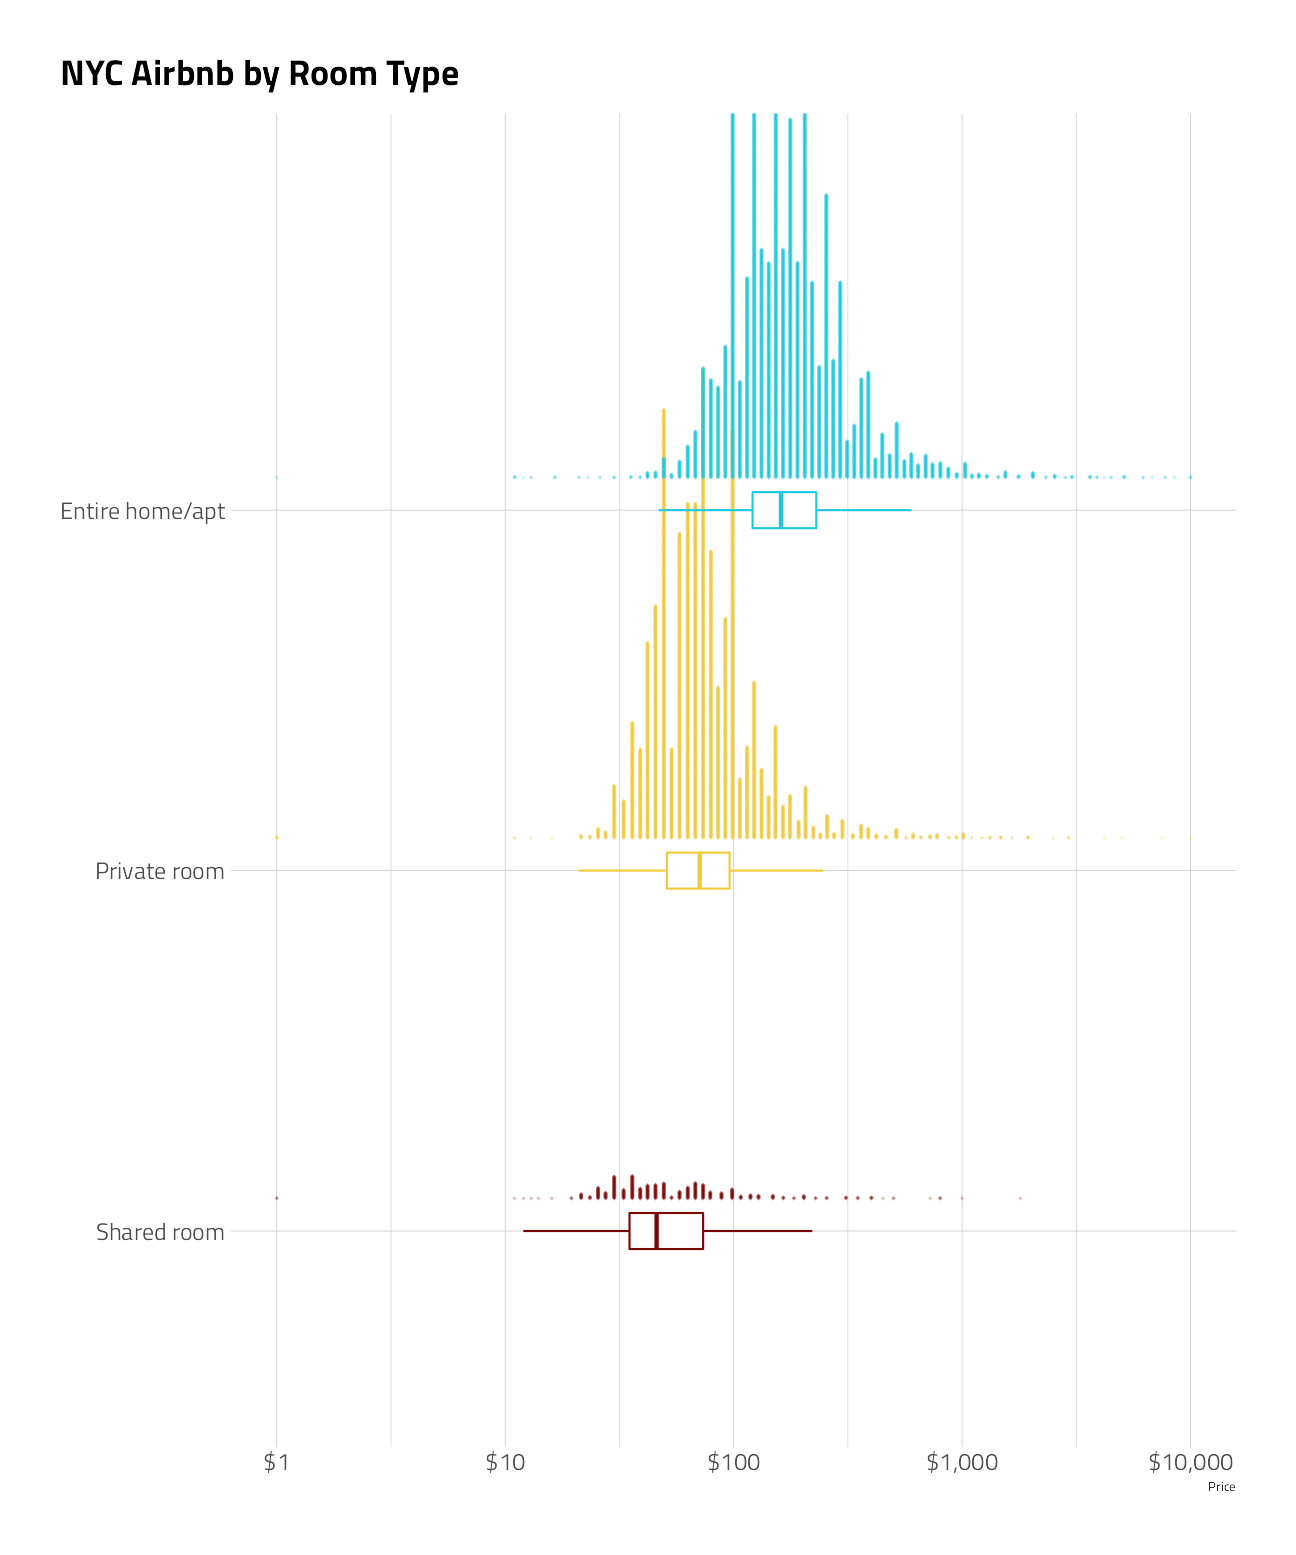 NYC Airbnb by Room Type
Entire home/apt
Private room
Shared room
$1 $10 $100 $1,000 $10,000
Price